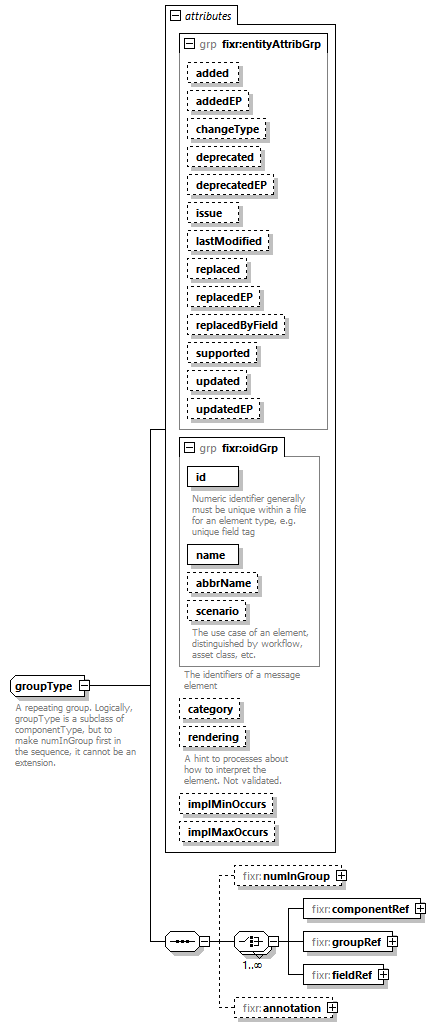 attributes
grp fixr:entityAttribGrp
added
addedEP
changeType
deprecated
deprecatedEP
issue
lastModified
replaced
replacedEP
replacedByField
supported
updated
updatedEP
grp fixr:oidGrp
id
Numeric identifier generally
must be unique within a file
for an element type, e.g.
unique field tag
name
abbrName
scenario
The use case of an element,
distinguished by workflow,
asset class, etc.
The identifiers of a message
element
category
rendering
A hint to processes about
how to interpret the
element. Not validated.
implMinOccurs
implMaxOccurs
groupType
A repeating group. Logically,
groupType is a subclass of
componentType, but to
make numInGroup first in
the sequence, it cannot be an
extension.
fixr:numInGroup
1..∞
fixr:componentRef
fixr:groupRef
fixr:fieldRef
fixr:annotation